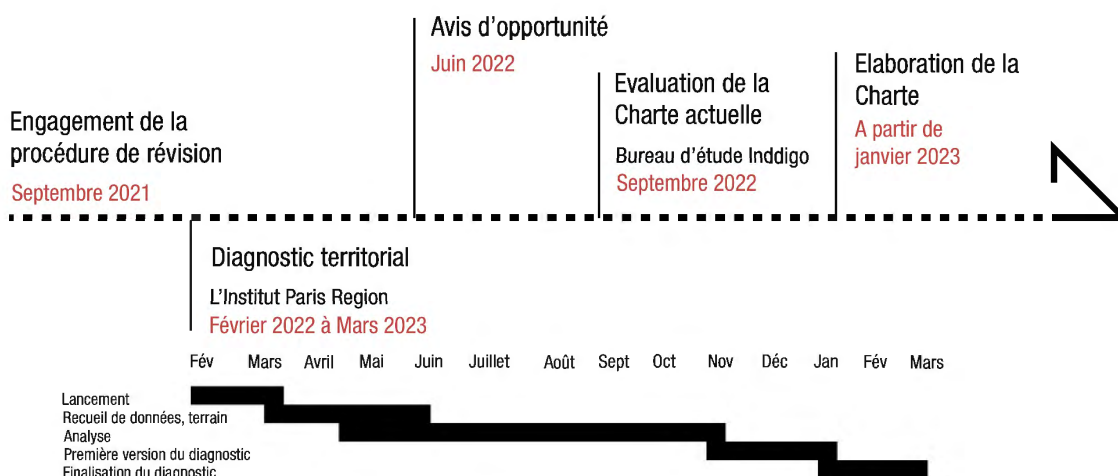 Avis d'opportunité
Juin 2022
Evaluation de la
Charte actuelle
Bureau d'étude Inddigo
Septembre 2022
Elaboration de la
Charte
A partir de
janvier 2023
Engagement de la
procédure de révision
Septembre 2021
Diagnostic territorial
L'Institut Paris Region
Février 2022 à Mars 2023
Fév Mars Avril Mai Juin Juillet Août Sept Oct Nov Déc Jan Fév Mars
Lancement
Recueil de données, terrain
Analyse
Première version du diagnostic
Finalisation du diagnostic